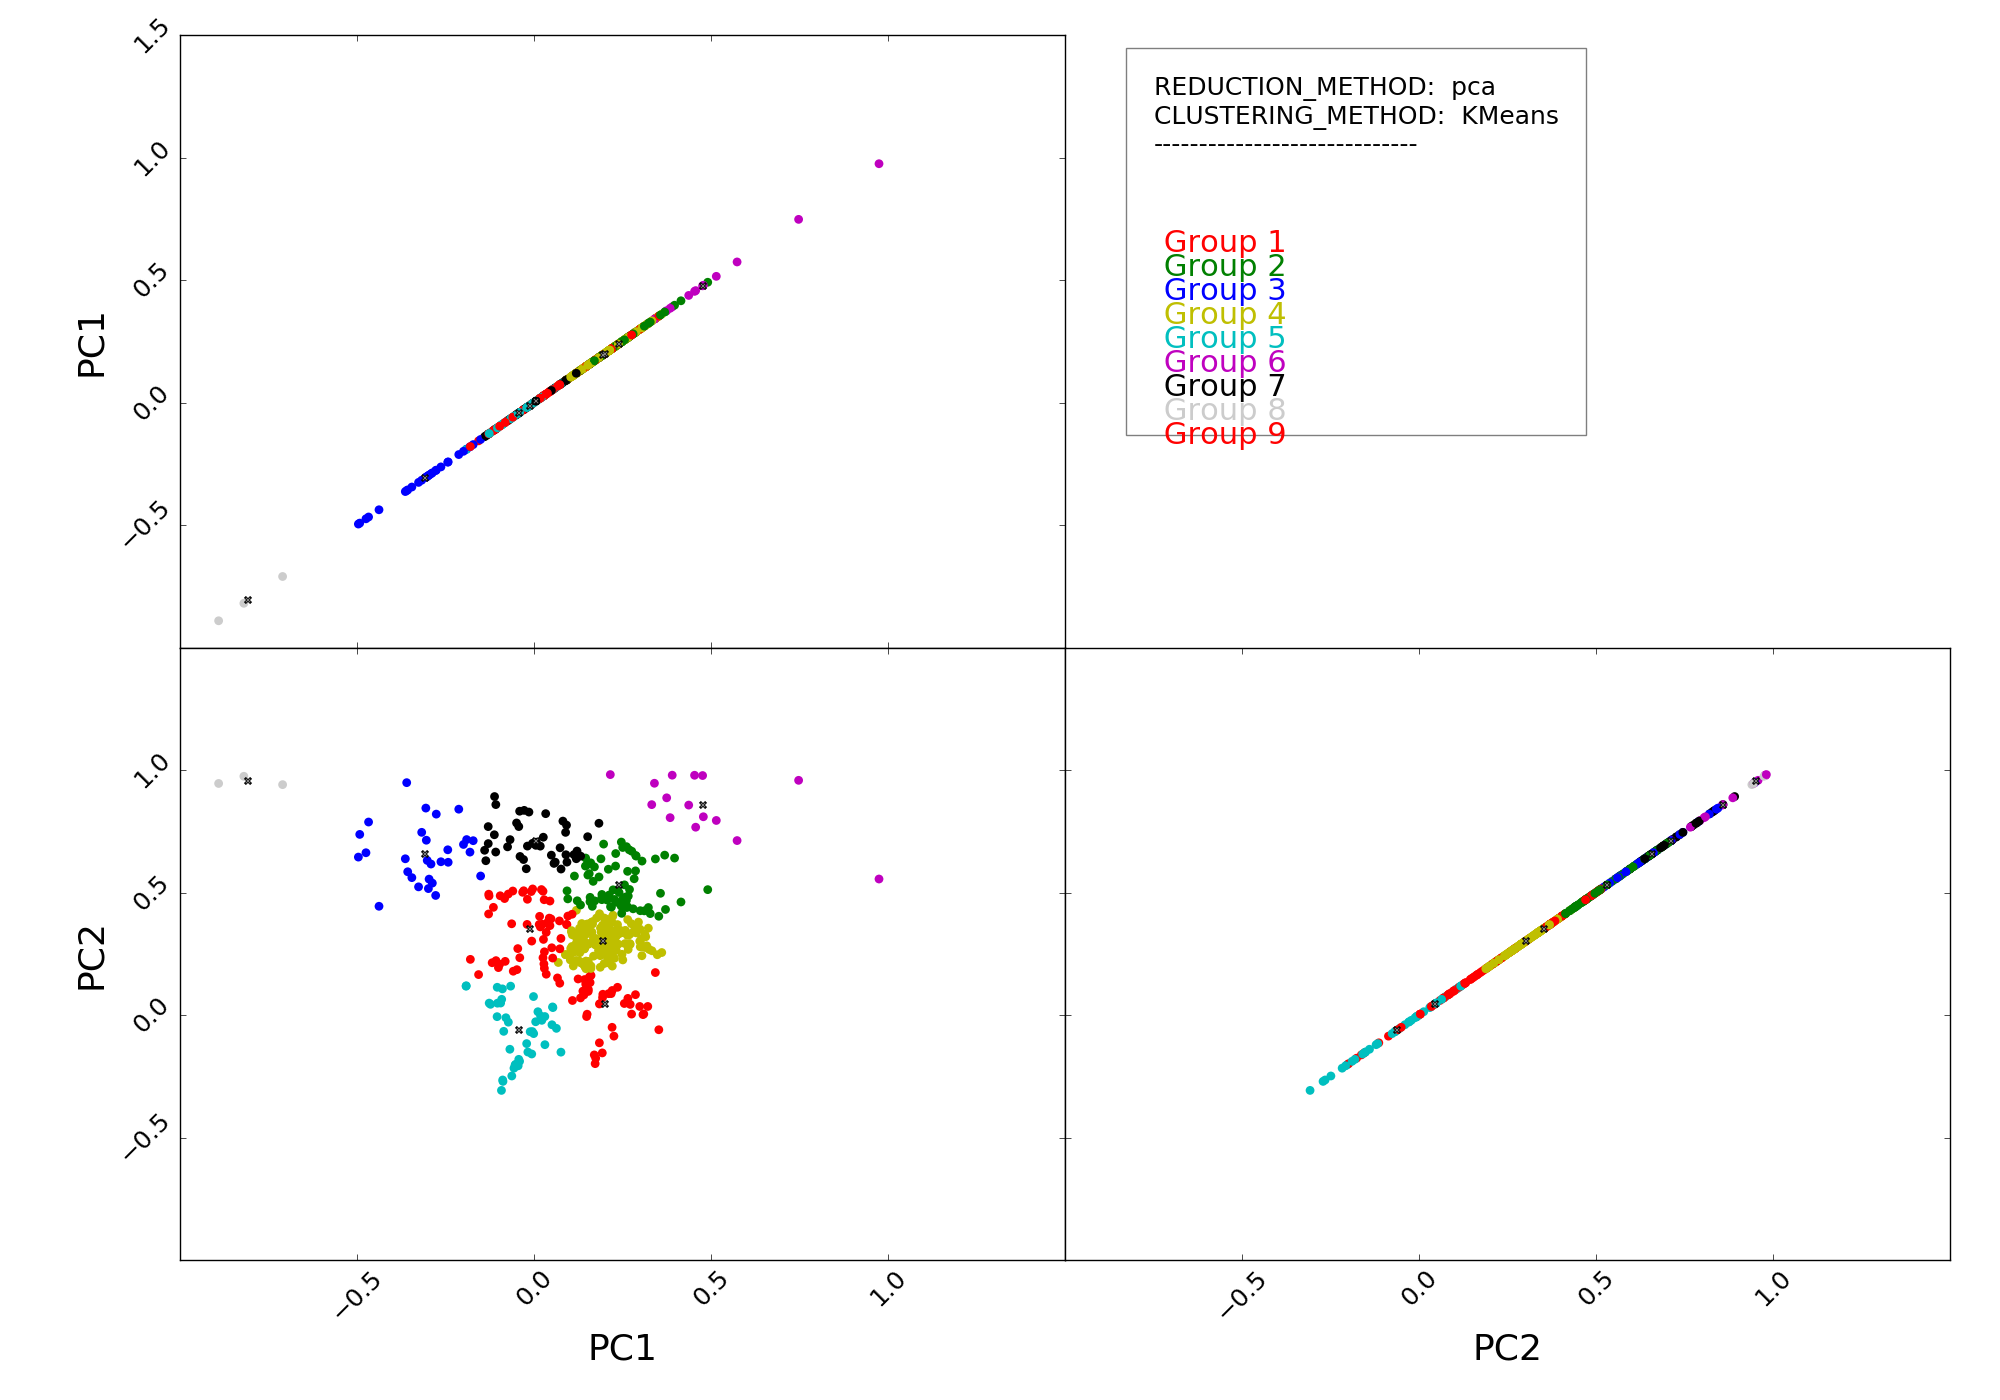 1.5
1.0
0.5
0.0
−0.5
PC1
REDUCTION_METHOD: pca
CLUSTERING_METHOD: KMeans
-----------------------------
Group 1
Group 2
Group 3
Group 4
Group 5
Group 6
Group 7
Group 8
Group 9
1.0
0.5
0.0
−0.5
PC2
−0.5 0.0 0.5 1.0
−0.5 0.0 0.5 1.0
PC1
PC2